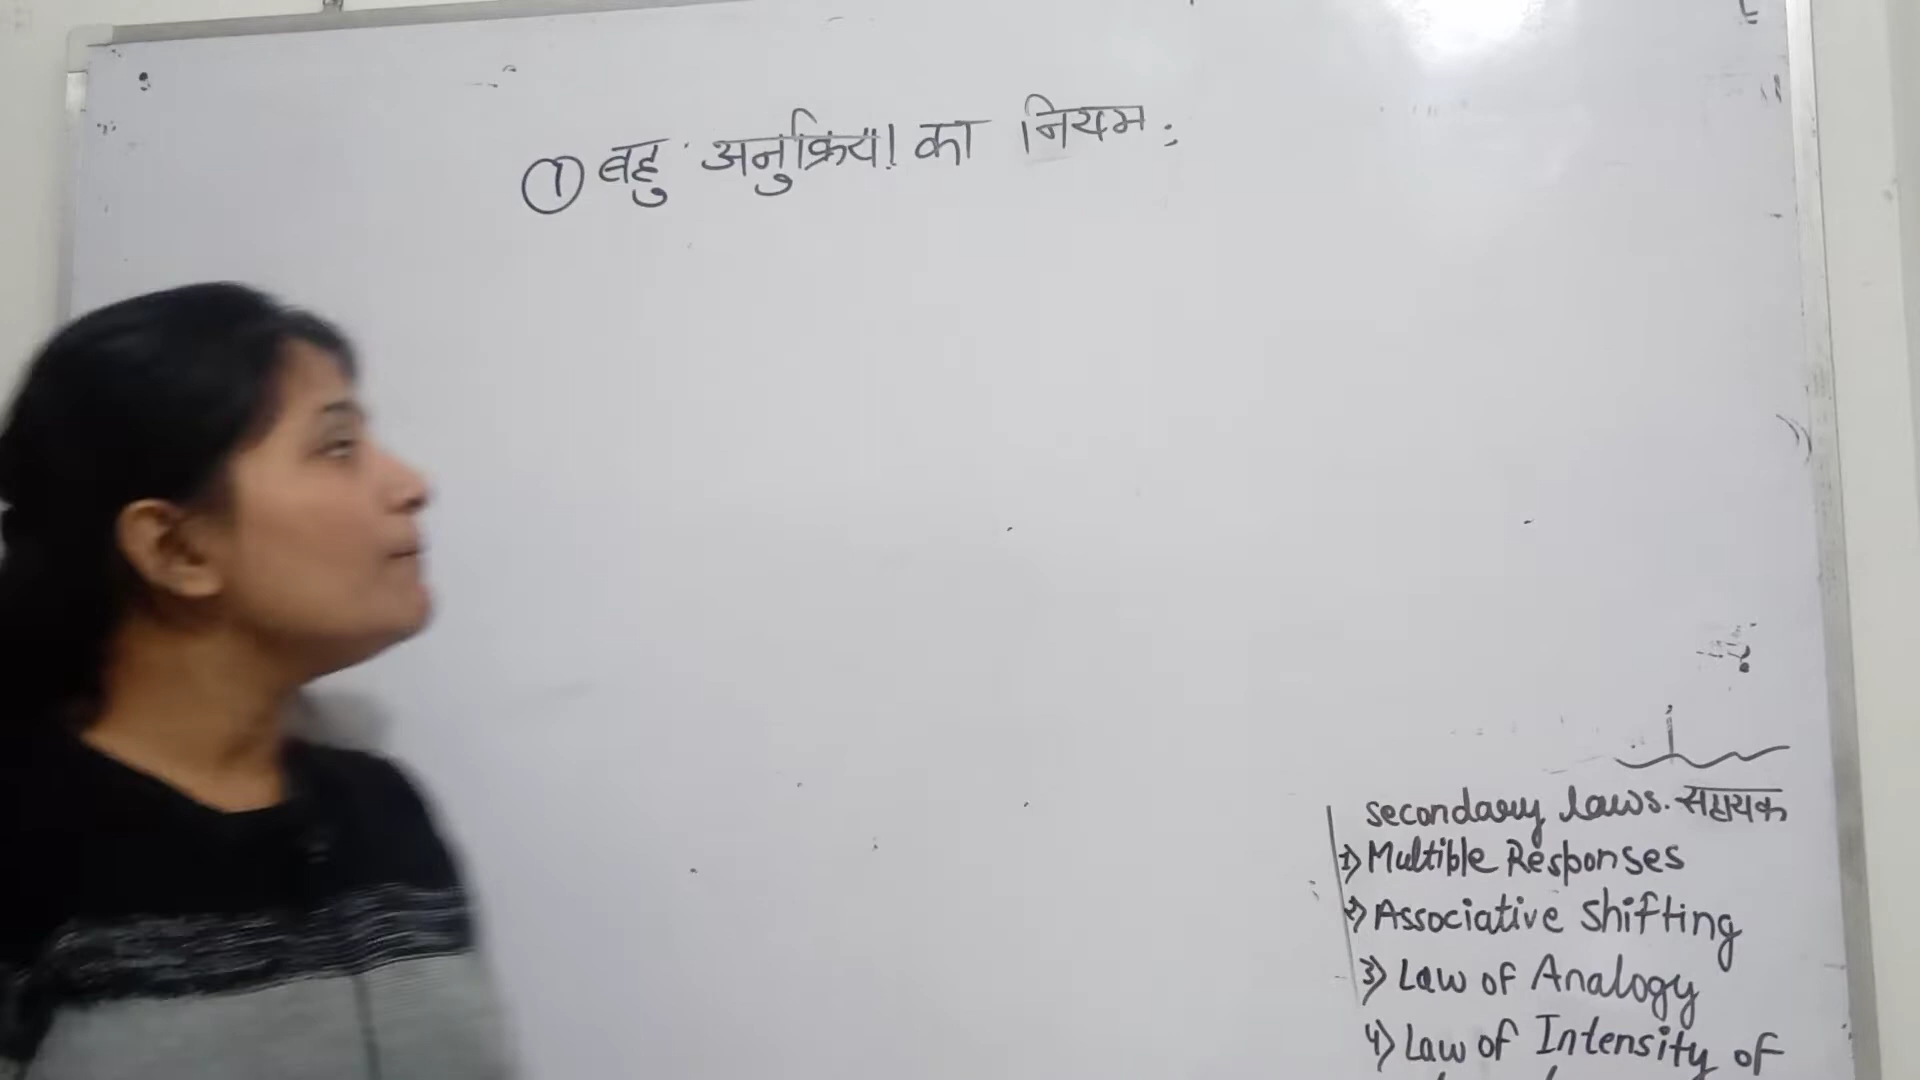 ① बहु अनुक्रिया का नियम :
secondary laws. सहायक
1) Multible Responses
2) Associative Shifting
3) Law of Analogy
4) Law of Intensity of